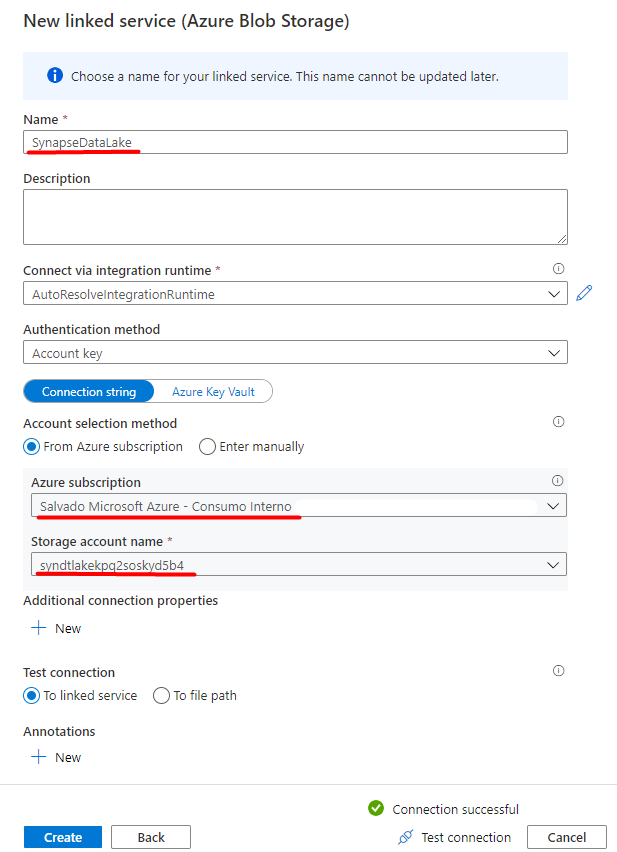 New linked service (Azure Blob Storage)
Choose a name for your linked service. This name cannot be updated later.
Name *
SynapseDataLake
Description
Connect via integration runtime *
AutoResolveIntegrationRuntime
Authentication method
Account key
Connection string Azure Key Vault
Account selection method
From Azure subscription Enter manually
Azure subscription
Salvado Microsoft Azure - Consumo Interno
Storage account name *
syndtlakekpq2soskyd5b4
Additional connection properties
New
Test connection
To linked service To file path
Annotations
New
Connection successful
Create Back Test connection Cancel